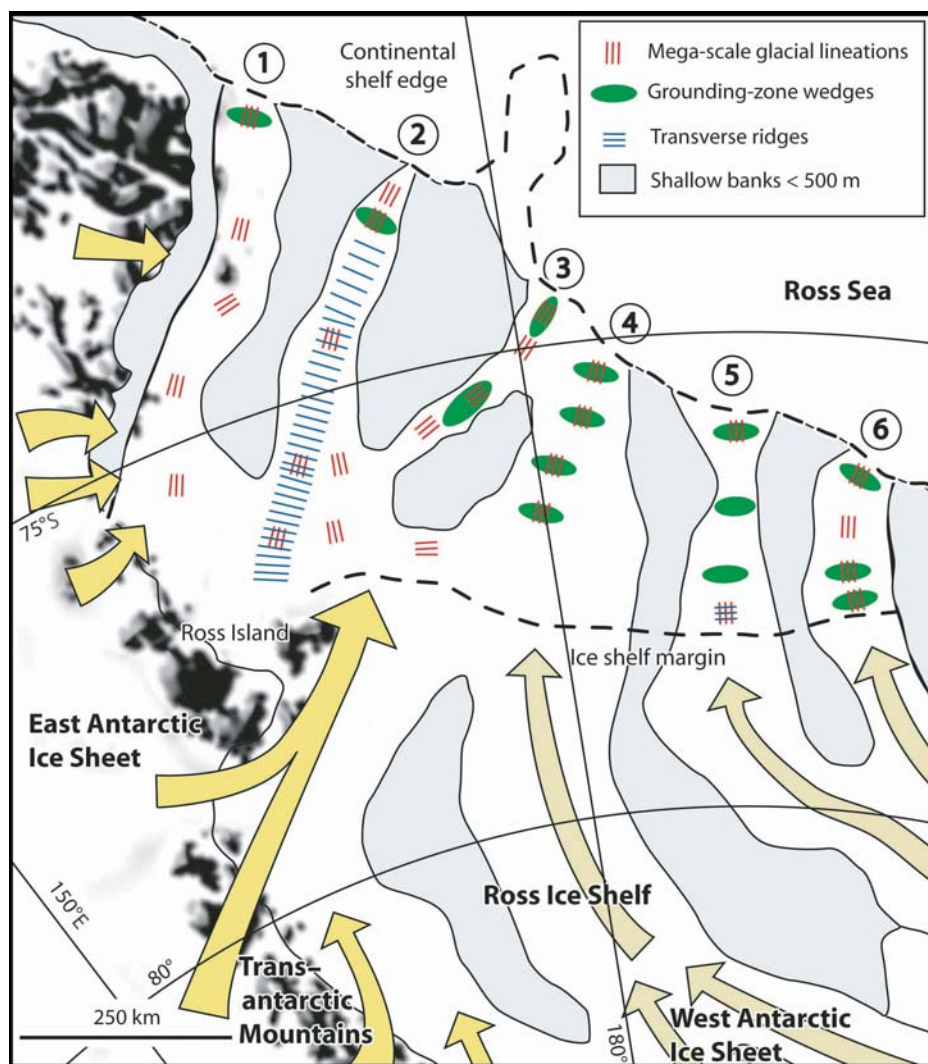 1
Continental
shelf edge
Mega-scale glacial lineations
Grounding-zone wedges
Transverse ridges
Shallow banks < 500 m
2
3
Ross Sea
4
5
6
75°S
Ross Island
Ice shelf margin
East Antarctic
Ice Sheet
Ross Ice Shelf
150°E
80°
Trans–
antarctic
Mountains
250 km
180°
West Antarctic
Ice Sheet